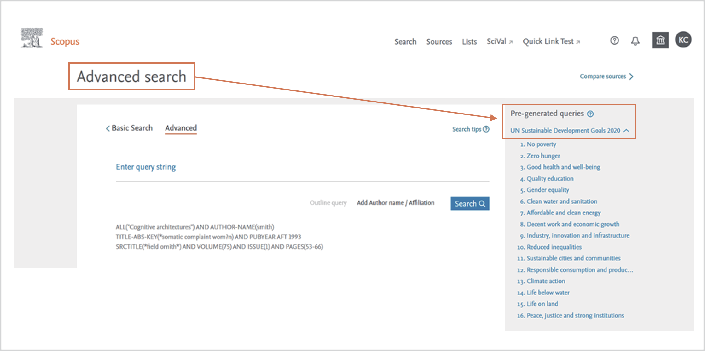 Scopus
Search Sources Lists SciVal Quick Link Test KC
Advanced search
Compare sources
Basic Search Advanced Search tips
Enter query string
Outline query Add Author name / Affiliation Search
ALL("Cognitive architectures") AND AUTHOR-NAME(smith)
TITLE-ABS-KEY(*somatic complaint wom?n) AND PUBYEAR AFT 1993
SRCTITLE(*field ornith*) AND VOLUME(75) AND ISSUE(1) AND PAGES(53-66)
Pre-generated queries
UN Sustainable Development Goals 2020
1. No poverty
2. Zero hunger
3. Good health and well-being
4. Quality education
5. Gender equality
6. Clean water and sanitation
7. Affordable and clean energy
8. Decent work and economic growth
9. Industry, innovation and infrastructure
10. Reduced inequalities
11. Sustainable cities and communities
12. Responsible consumption and produc...
13. Climate action
14. Life below water
15. Life on land
16. Peace, justice and strong institutions